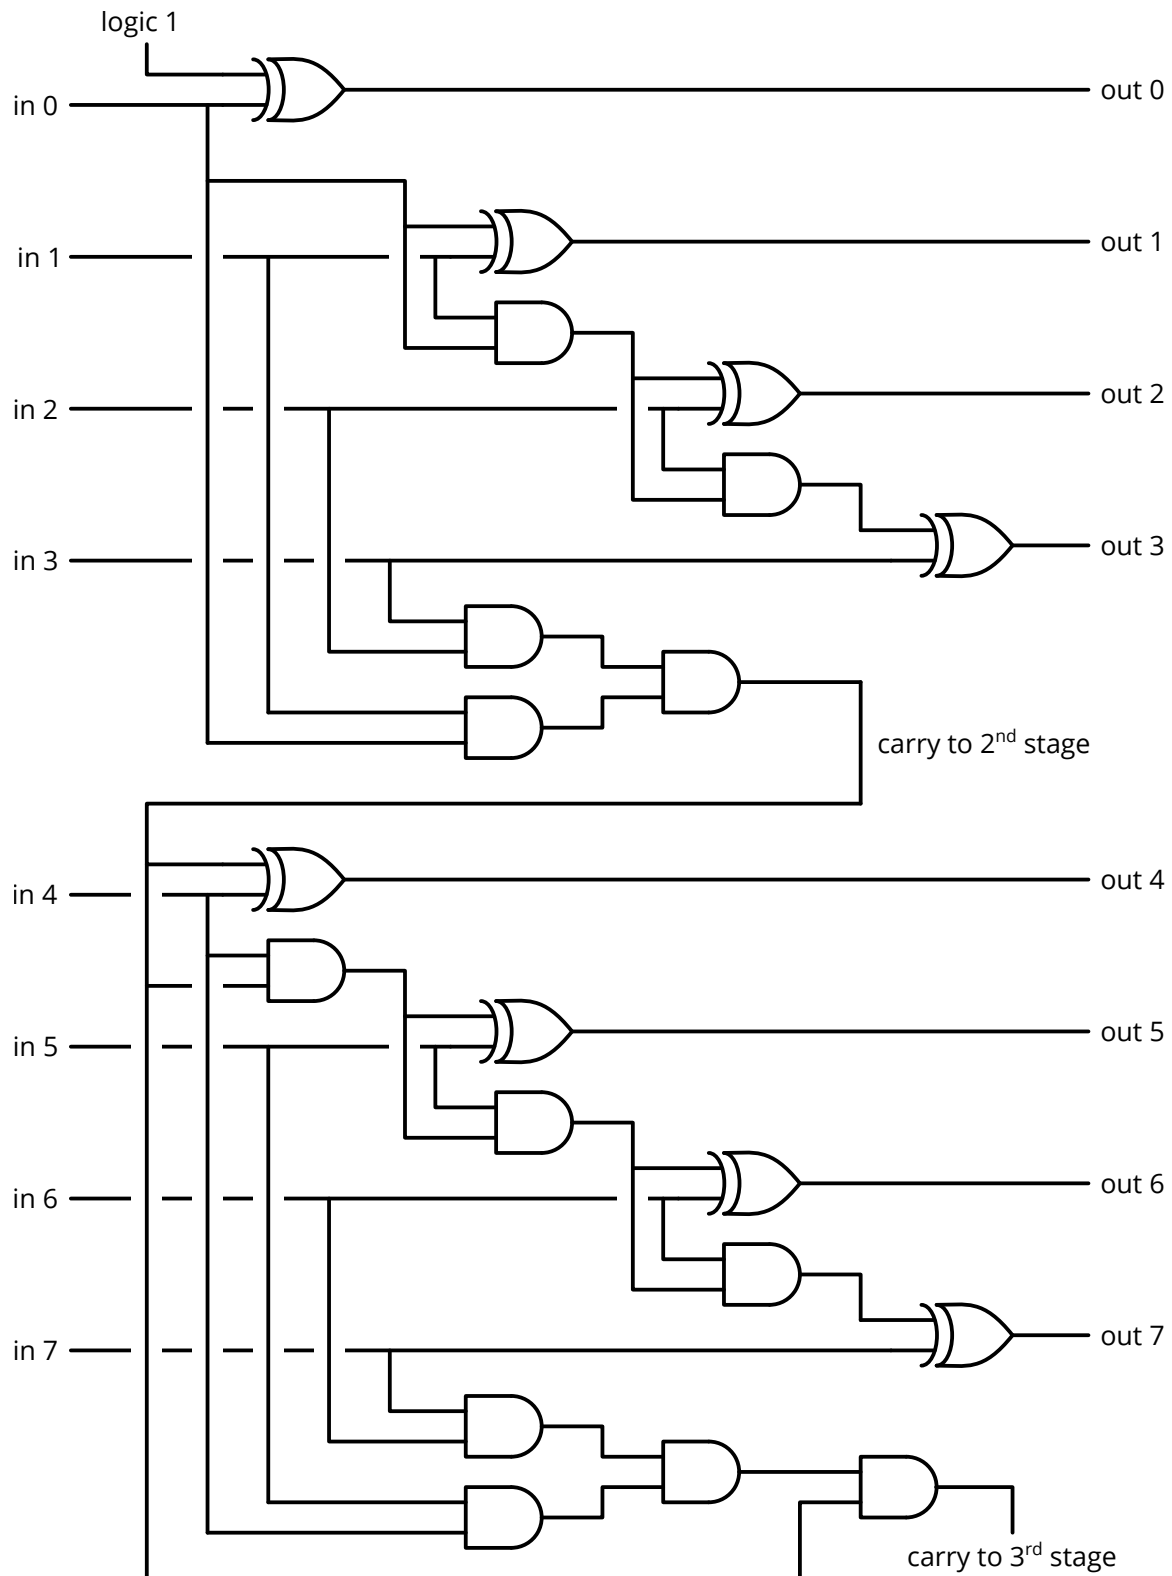 logic 1
in 0
out 0
in 1
out 1
in 2
out 2
in 3
out 3
carry to 2nd stage
in 4
out 4
in 5
out 5
in 6
out 6
in 7
out 7
carry to 3rd stage